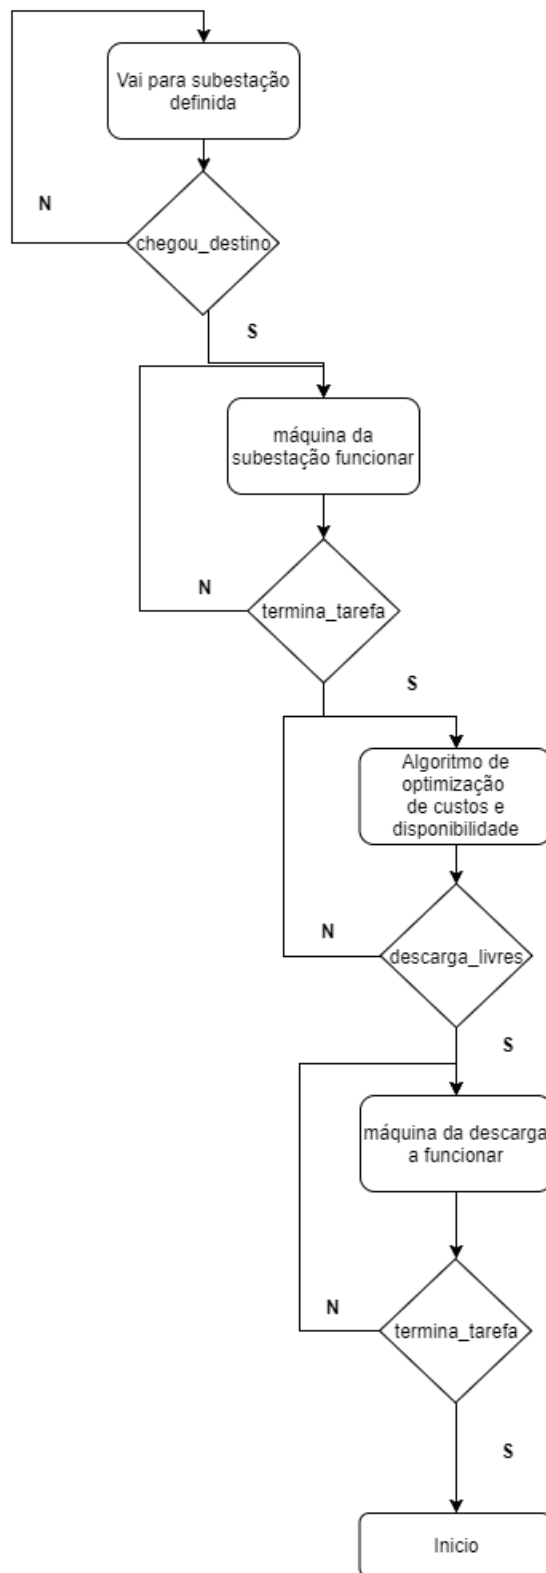 Vai para subestação
definida
N
chegou_destino
S
máquina da
subestação funcionar
N
termina_tarefa
S
Algoritmo de
optimização
de custos e
disponibilidade
N
descarga_livres
S
máquina da descarga
a funcionar
N
termina_tarefa
S
Inicio